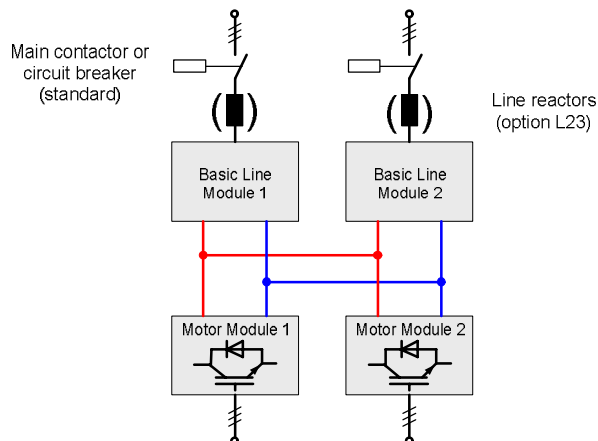 Main contactor or
circuit breaker
(standard)
Line reactors
(option L23)
Basic Line
Module 1
Basic Line
Module 2
Motor Module 1
Motor Module 2